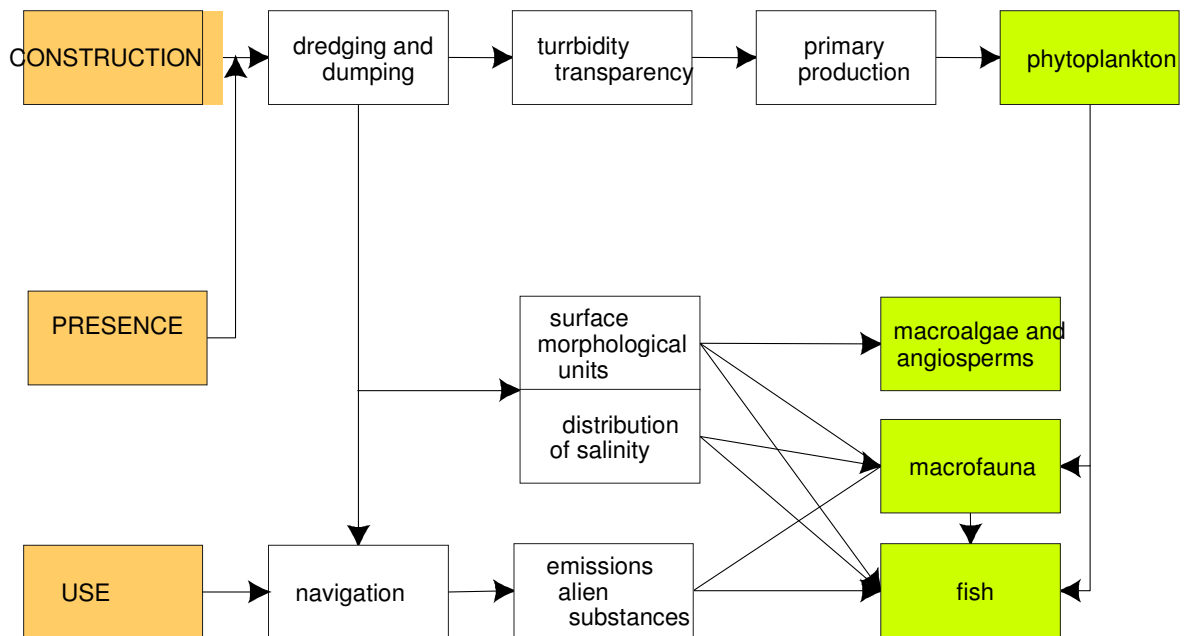 CONSTRUCTION
dredging and
dumping
turrbidity
transparency
primary
production
phytoplankton
PRESENCE
surface
morphological
units
distribution
of salinity
macroalgae and
angiosperms
macrofauna
USE
navigation
emissions
alien
substances
fish